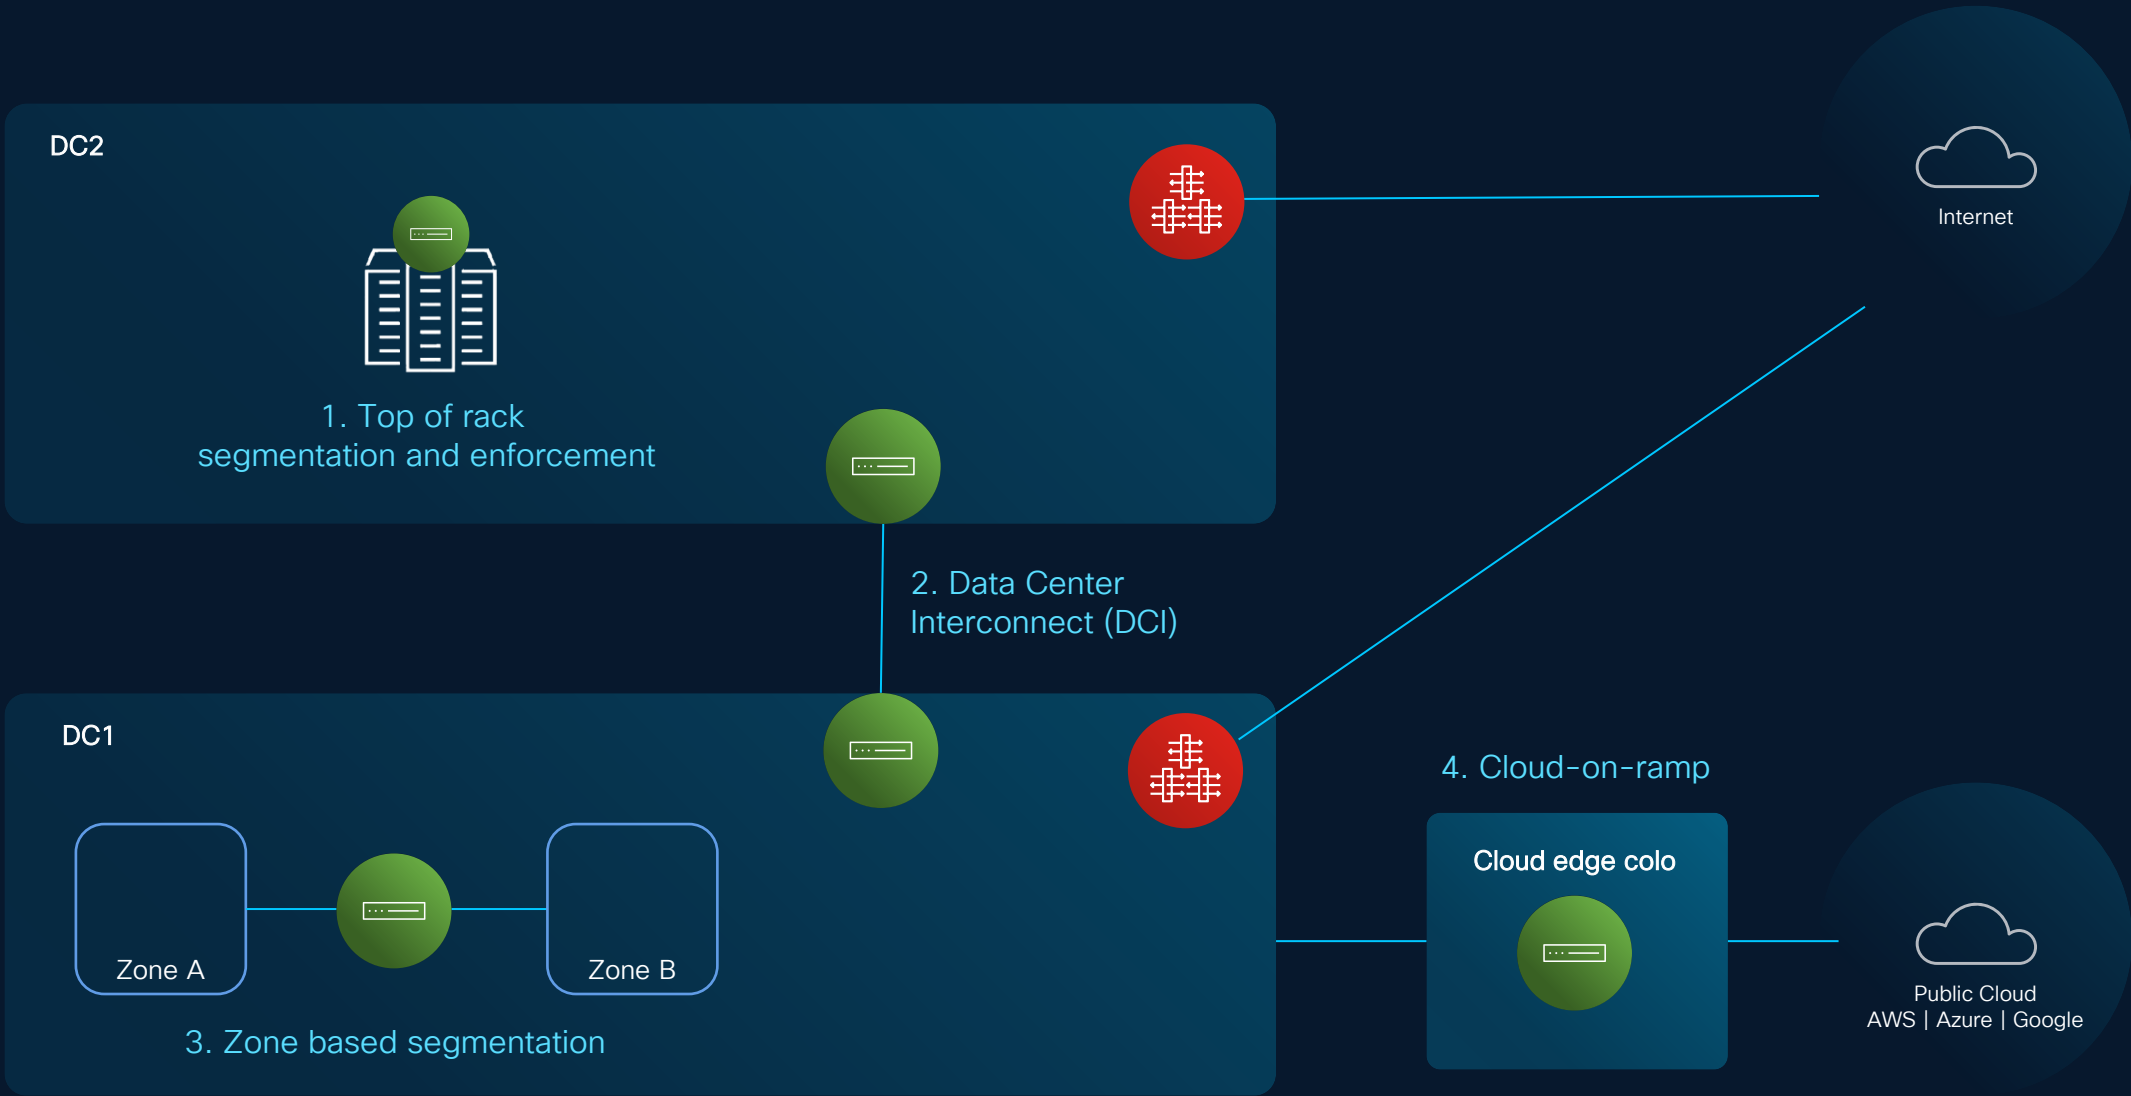 DC2
Internet
1. Top of rack
segmentation and enforcement
2. Data Center
Interconnect (DCI)
DC1
4. Cloud-on-ramp
Cloud edge colo
Zone A
Zone B
Public Cloud
AWS | Azure | Google
3. Zone based segmentation